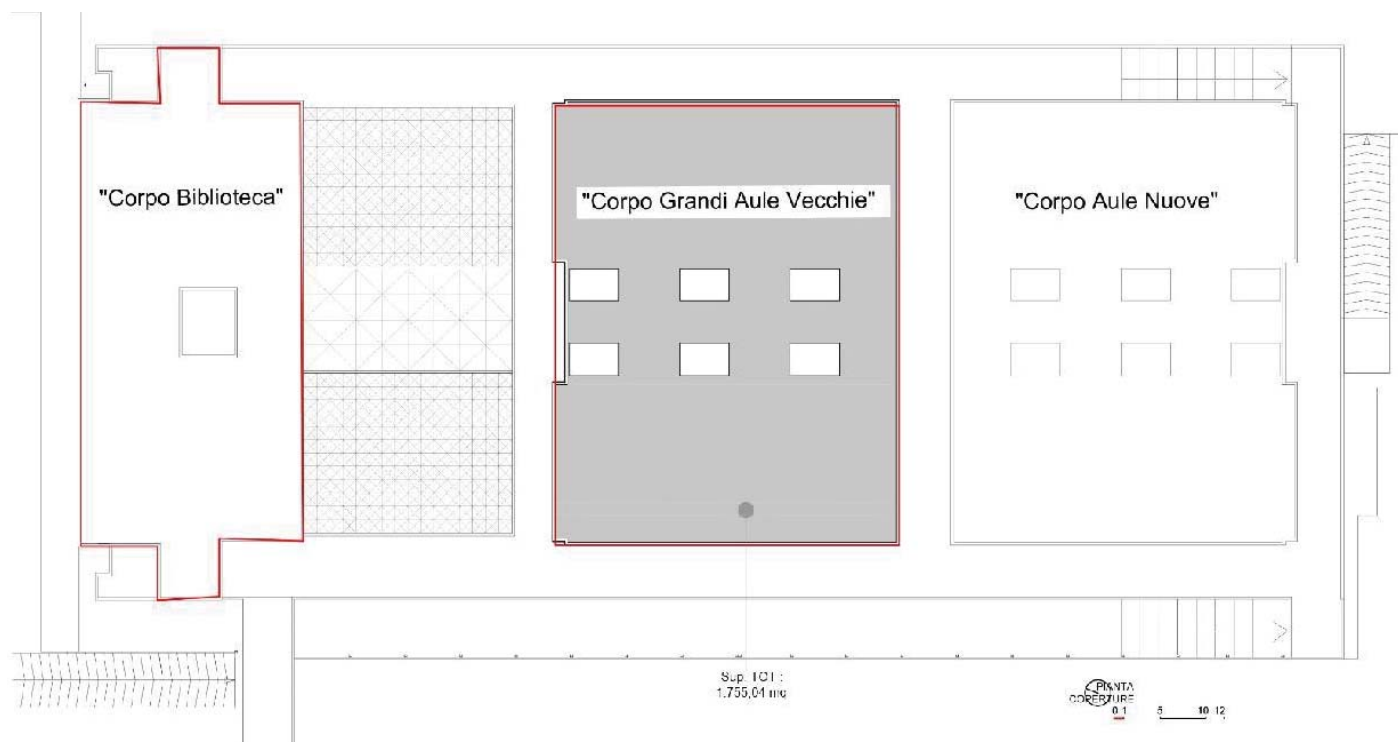 "Corpo Biblioteca"
"Corpo Grandi Aule Vecchie"
"Corpo Aule Nuove"
Sup. TOT :
1.755,04 mq
PIANTA
COPERTURE
0 1 5 10 12